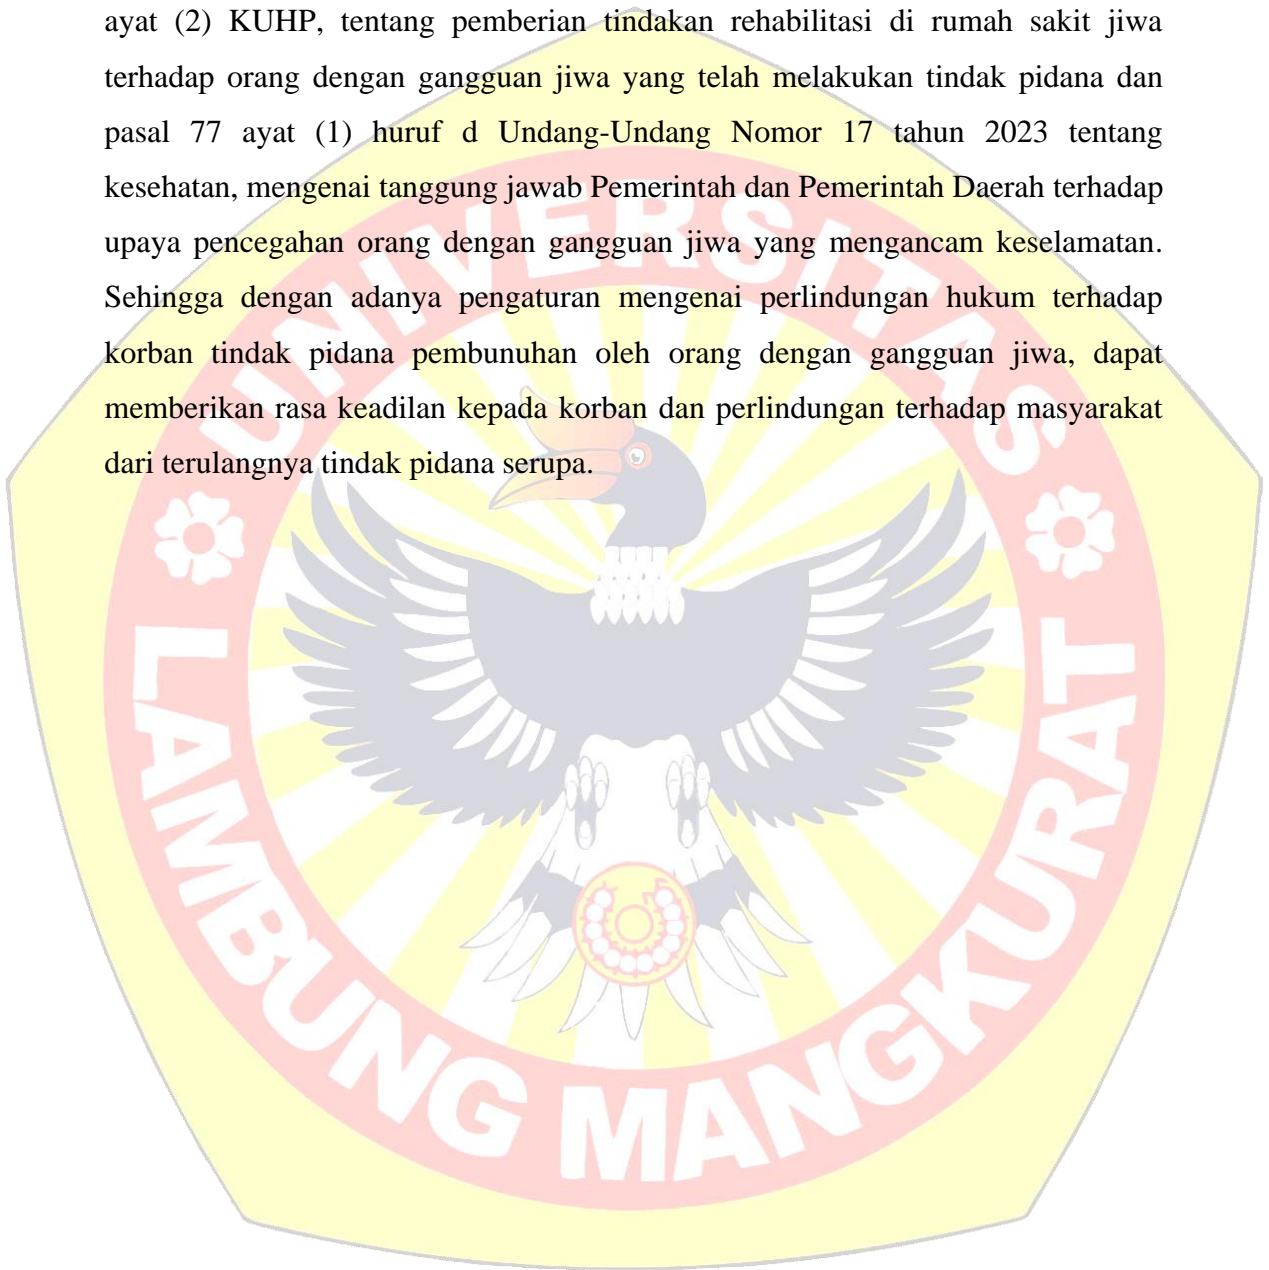 ayat (2) KUHP, tentang pemberian tindakan rehabilitasi di rumah sakit jiwa
terhadap orang dengan gangguan jiwa yang telah melakukan tindak pidana dan
pasal 77 ayat (1) huruf d Undang-Undang Nomor 17 tahun 2023 tentang
kesehatan, mengenai tanggung jawab Pemerintah dan Pemerintah Daerah terhadap
upaya pencegahan orang dengan gangguan jiwa yang mengancam keselamatan.
Sehingga dengan adanya pengaturan mengenai perlindungan hukum terhadap
korban tindak pidana pembunuhan oleh orang dengan gangguan jiwa, dapat
memberikan rasa keadilan kepada korban dan perlindungan terhadap masyarakat
dari terulangnya tindak pidana serupa.
UNIVERSITAS
LAMBUNG MANGKURAT